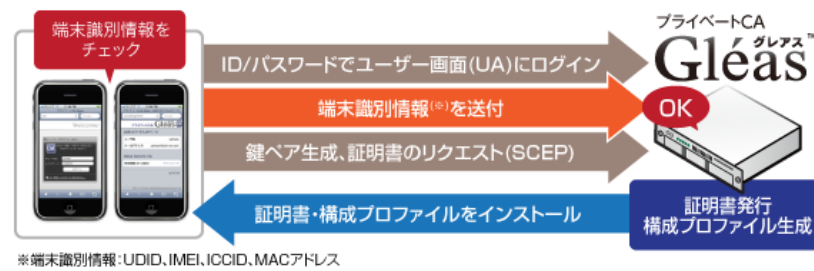 端末識別情報を
チェック
ID/パスワードでユーザー画面(UA)にログイン
端末識別情報(※)を送付
鍵ペア生成、証明書のリクエスト(SCEP)
証明書・構成プロファイルをインストール
プライベートCA
グレアス
Gléas™
OK
証明書発行
構成プロファイル生成
※端末識別情報:UDID、IMEI、ICCID、MACアドレス